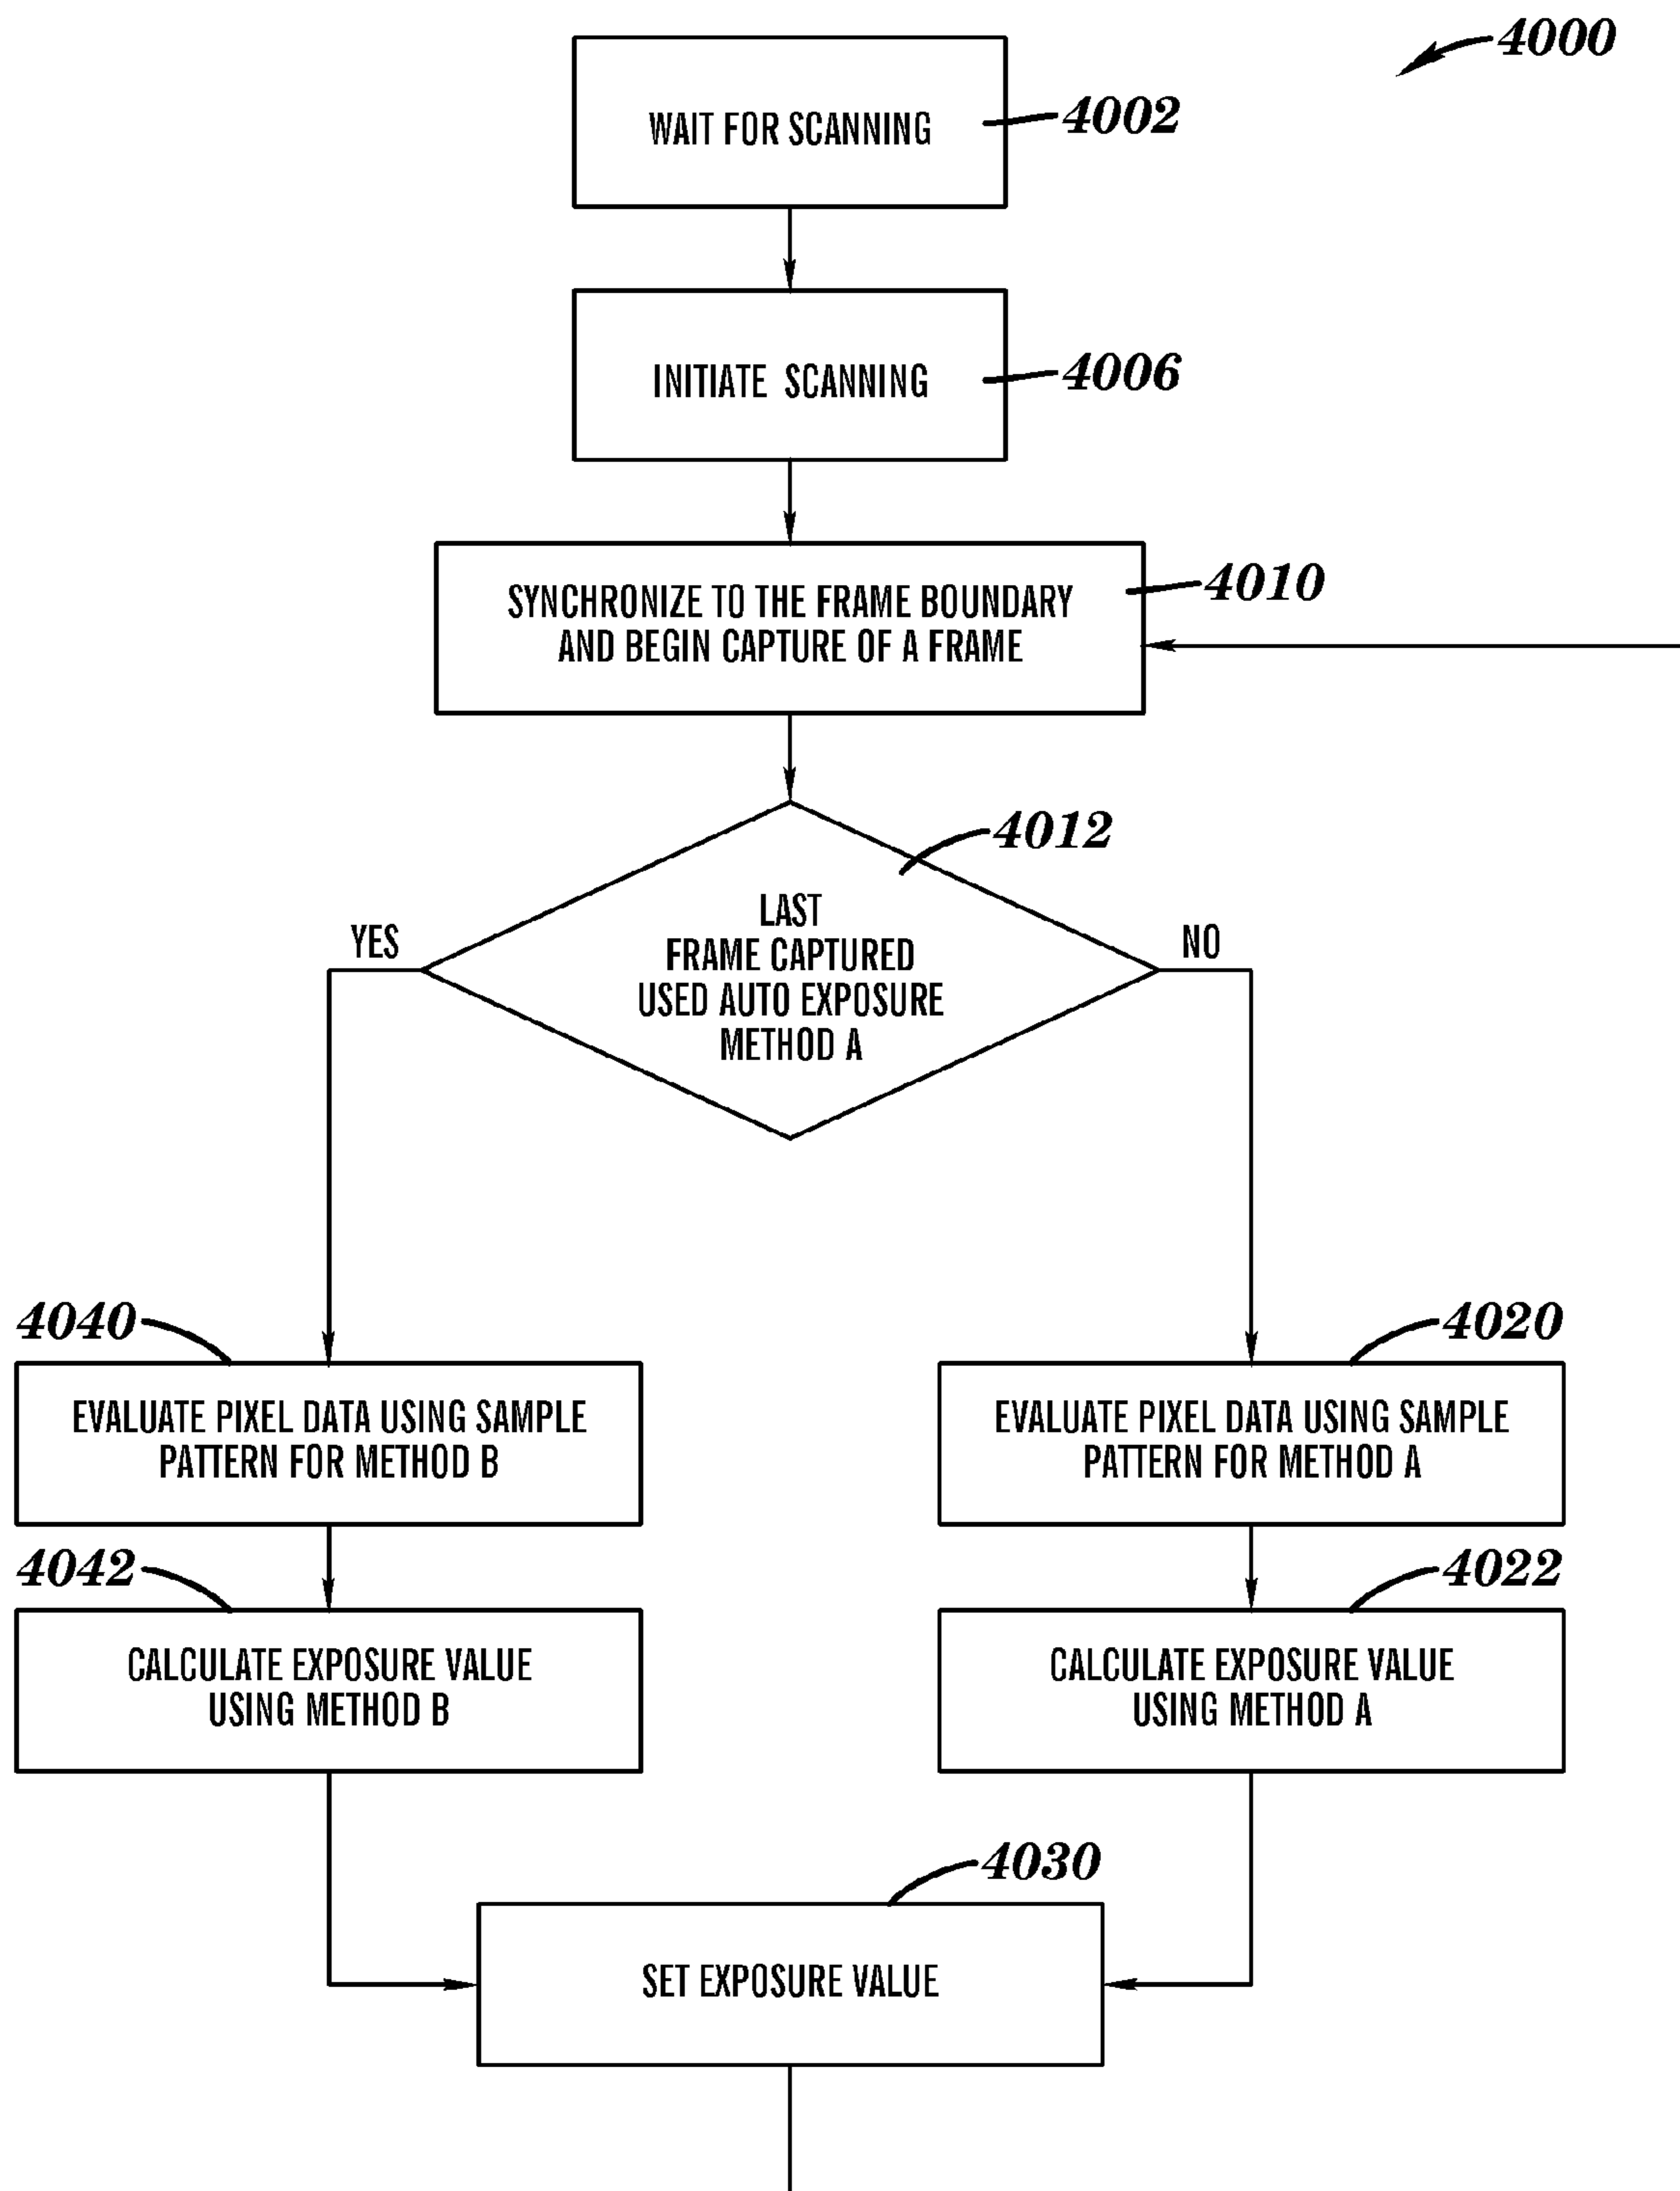 4000
WAIT FOR SCANNING
4002
INITIATE SCANNING
4006
SYNCHRONIZE TO THE FRAME BOUNDARY
AND BEGIN CAPTURE OF A FRAME
4010
4012
LAST
FRAME CAPTURED
USED AUTO EXPOSURE
METHOD A
YES
NO
4040
EVALUATE PIXEL DATA USING SAMPLE
PATTERN FOR METHOD B
4020
EVALUATE PIXEL DATA USING SAMPLE
PATTERN FOR METHOD A
4042
CALCULATE EXPOSURE VALUE
USING METHOD B
4022
CALCULATE EXPOSURE VALUE
USING METHOD A
4030
SET EXPOSURE VALUE